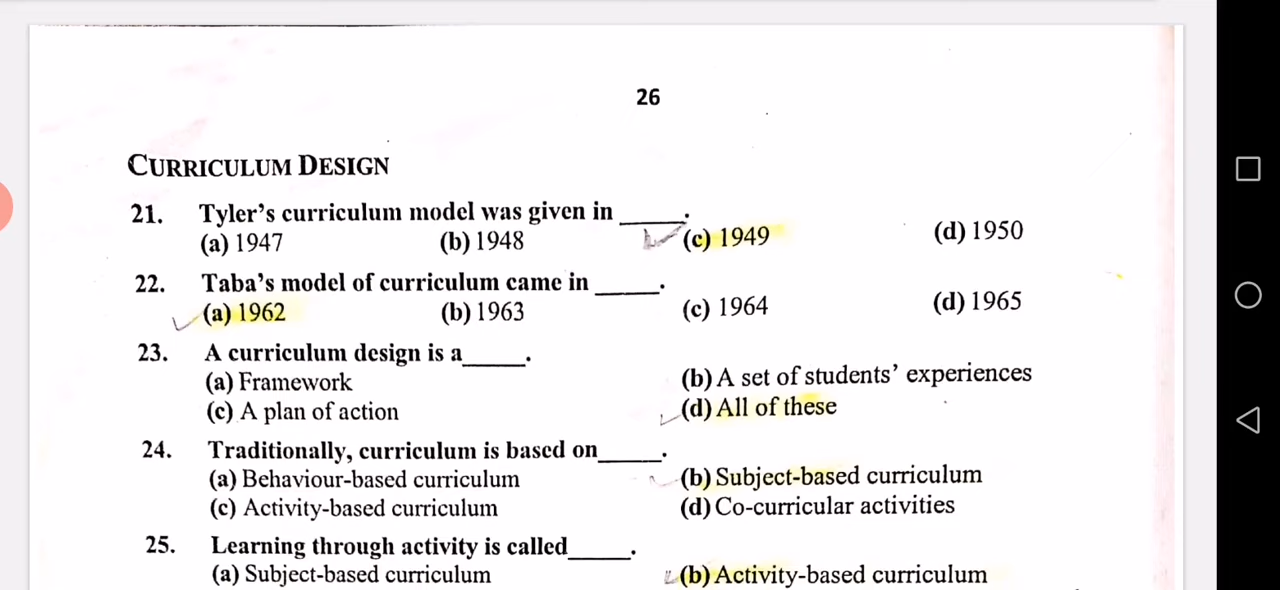 26
CURRICULUM DESIGN
21. Tyler's curriculum model was given in _____.
(a) 1947 (b) 1948 (c) 1949 (d) 1950
22. Taba's model of curriculum came in _____.
(a) 1962 (b) 1963 (c) 1964 (d) 1965
23. A curriculum design is a_____.
(a) Framework (b) A set of students' experiences
(c) A plan of action (d) All of these
24. Traditionally, curriculum is based on_____.
(a) Behaviour-based curriculum (b) Subject-based curriculum
(c) Activity-based curriculum (d) Co-curricular activities
25. Learning through activity is called_____.
(a) Subject-based curriculum (b) Activity-based curriculum